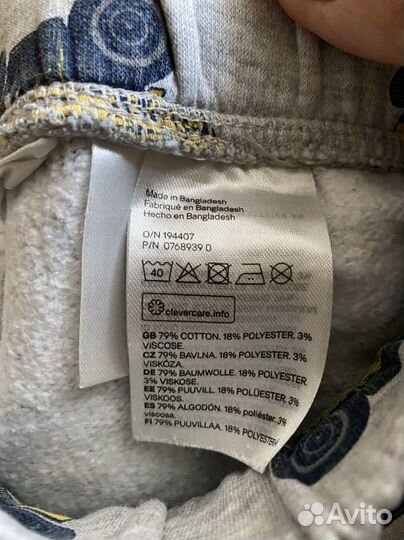 Made in Bangladesh
Fabriqué en Bangladesh
Hecho en Bangladesh
O/N 194407
P/N 0768939 0
40
clevercare.info
GB 79% COTTON. 18% POLYESTER. 3%
VISCOSE.
CZ 79% BAVLNA. 18% POLYESTER. 3%
VISKÓZA
DE 79% BAUMWOLLE. 18% POLYESTER.
3% VISKOSE.
EE 79% PUUVILL. 18% POLÜESTER. 3%
VISKOOS.
ES 79% ALGODÓN. 18% poliéster. 3%
viscosa.
FI 79% PUUVILLAA. 18% POLYESTER
Avito